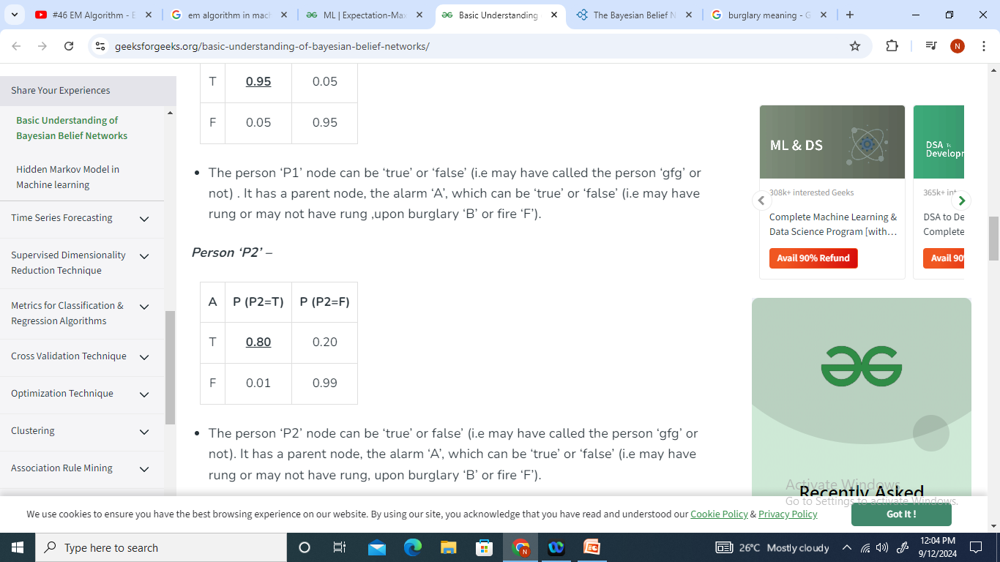 #46 EM Algorithm - E
em algorithm in mach
ML | Expectation-Max
Basic Understanding
The Bayesian Belief N
burglary meaning - G
geeksforgeeks.org/basic-understanding-of-bayesian-belief-networks/
N
Share Your Experiences
Basic Understanding of
Bayesian Belief Networks
Hidden Markov Model in
Machine learning
Time Series Forecasting
Supervised Dimensionality
Reduction Technique
Metrics for Classification &
Regression Algorithms
Cross Validation Technique
Optimization Technique
Clustering
Association Rule Mining
T 0.95 0.05
F 0.05 0.95
• The person ‘P1’ node can be ‘true’ or ‘false’ (i.e may have called the person ‘gfg’ or
not) . It has a parent node, the alarm ‘A’, which can be ‘true’ or ‘false’ (i.e may have
rung or may not have rung ,upon burglary ‘B’ or fire ‘F’).
Person ‘P2’ –
A P (P2=T) P (P2=F)
T 0.80 0.20
F 0.01 0.99
• The person ‘P2’ node can be ‘true’ or false’ (i.e may have called the person ‘gfg’ or
not). It has a parent node, the alarm ‘A’, which can be ‘true’ or ‘false’ (i.e may have
rung or may not have rung, upon burglary ‘B’ or fire ‘F’).
ML & DS
308k+ interested Geeks
Complete Machine Learning &
Data Science Program [with...
Avail 90% Refund
DSA To
Developr
365k+ int
DSA to De
Complete
Avail 90
Recently Asked
Activate Windows
Go to Settings to activate Windows.
We use cookies to ensure you have the best browsing experience on our website. By using our site, you acknowledge that you have read and understood our Cookie Policy & Privacy Policy
Got It !
Type here to search
N
26°C Mostly cloudy
12:04 PM
9/12/2024